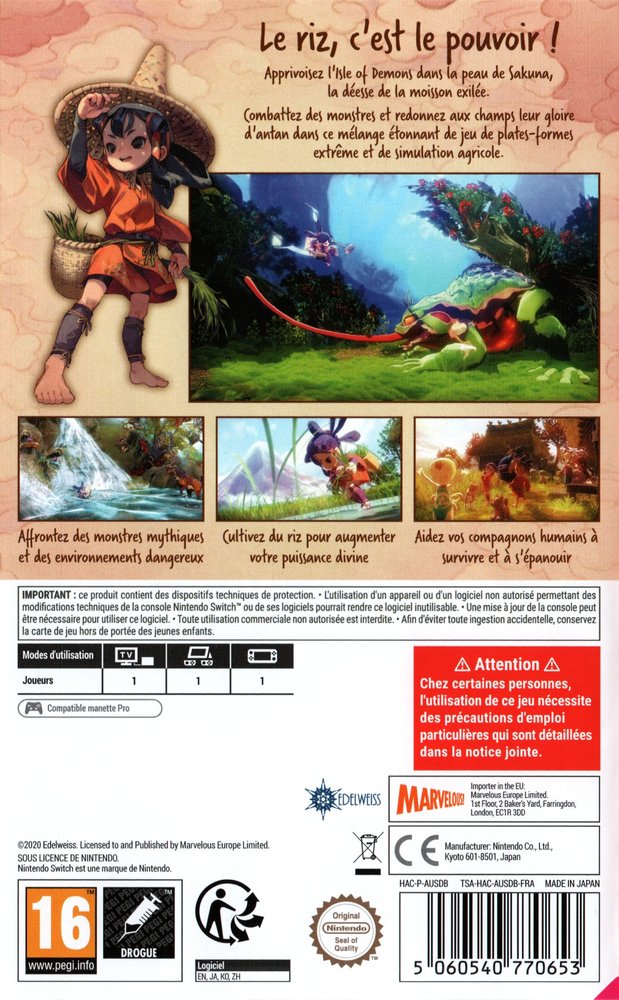 Le riz, c'est le pouvoir !
Apprivoisez l'Isle of Demons dans la peau de Sakuna,
la déesse de la moisson exilée.
Combattez des monstres et redonnez aux champs leur gloire
d'antan dans ce mélange étonnant de jeu de plates-formes
extrême et de simulation agricole.
Affrontez des monstres mythiques
et des environnements dangereux
Cultivez du riz pour augmenter
votre puissance divine
Aidez vos compagnons humains à
survivre et à s'épanouir
IMPORTANT : ce produit contient des dispositifs techniques de protection. • L'utilisation d'un appareil ou d'un logiciel non autorisé permettant des
modifications techniques de la console Nintendo Switch™ ou de ses logiciels pourrait rendre ce logiciel inutilisable. • Une mise à jour de la console peut
être nécessaire pour utiliser ce logiciel. • Toute utilisation commerciale non autorisée est interdite. • Afin d'éviter toute ingestion accidentelle, conservez
la carte de jeu hors de portée des jeunes enfants.
Modes d'utilisation TV
Joueurs 1 1 1
Compatible manette Pro
⚠ Attention ⚠
Chez certaines personnes,
l'utilisation de ce jeu nécessite
des précautions d'emploi
particulières qui sont détaillées
dans la notice jointe.
EDELWEISS
MARVELOUS!
Importer in the EU:
Marvelous Europe Limited.
1st Floor, 2 Baker's Yard, Farringdon,
London, EC1R 3DD
©2020 Edelweiss. Licensed to and Published by Marvelous Europe Limited.
SOUS LICENCE DE NINTENDO.
Nintendo Switch est une marque de Nintendo.
CE
Manufacturer: Nintendo Co., Ltd.,
Kyoto 601-8501, Japan
HAC-P-AUSDB TSA-HAC-AUSDB-FRA MADE IN JAPAN
16
www.pegi.info
™
DROGUE
Logiciel
EN, JA, KO, ZH
Original
Nintendo
Seal of
Quality
5 060540 770653